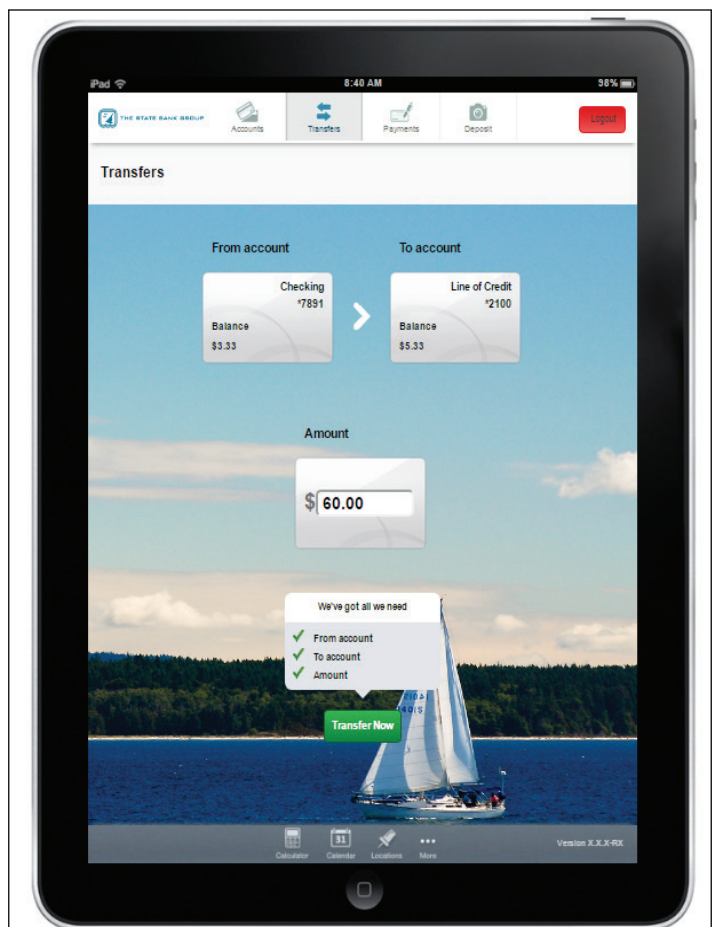 iPad 8:40 AM 98%
THE STATE BANK GROUP Accounts Transfers Payments Deposit Logout
Transfers
From account To account
Checking Line of Credit
*7891 *2100
Balance Balance
$3.33 $5.33
Amount
$ 60.00
We've got all we need
From account
To account
Amount
Transfer Now
31
Calculator Calendar Locations More Version X.X.X-RX